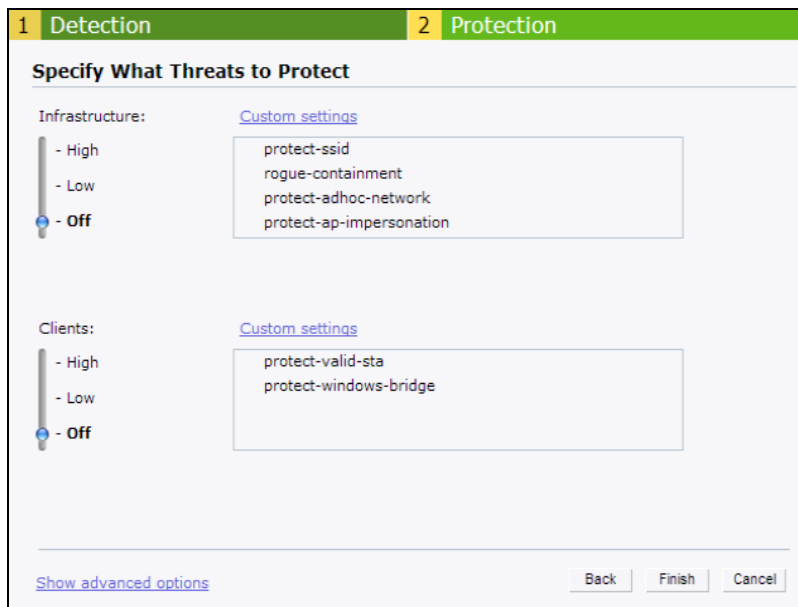 1 Detection 2 Protection
Specify What Threats to Protect
Infrastructure: Custom settings
- High
- Low
- Off
protect-ssid
rogue-containment
protect-adhoc-network
protect-ap-impersonation
Clients: Custom settings
- High
- Low
- Off
protect-valid-sta
protect-windows-bridge
Show advanced options Back Finish Cancel